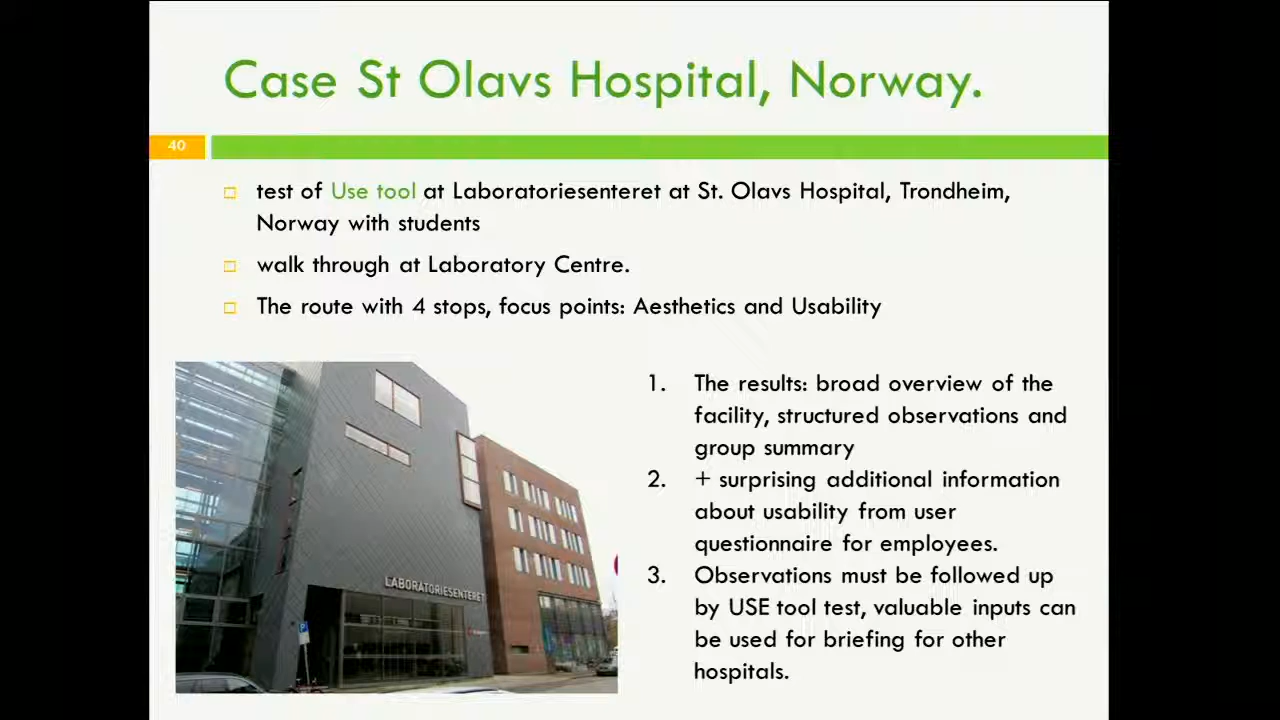 Case St Olavs Hospital, Norway.
40
test of Use tool at Laboratoriesenteret at St. Olavs Hospital, Trondheim,
Norway with students
walk through at Laboratory Centre.
The route with 4 stops, focus points: Aesthetics and Usability
1. The results: broad overview of the
facility, structured observations and
group summary
2. + surprising additional information
about usability from user
questionnaire for employees.
3. Observations must be followed up
by USE tool test, valuable inputs can
be used for briefing for other
hospitals.
LABORATORIESENTERET
P